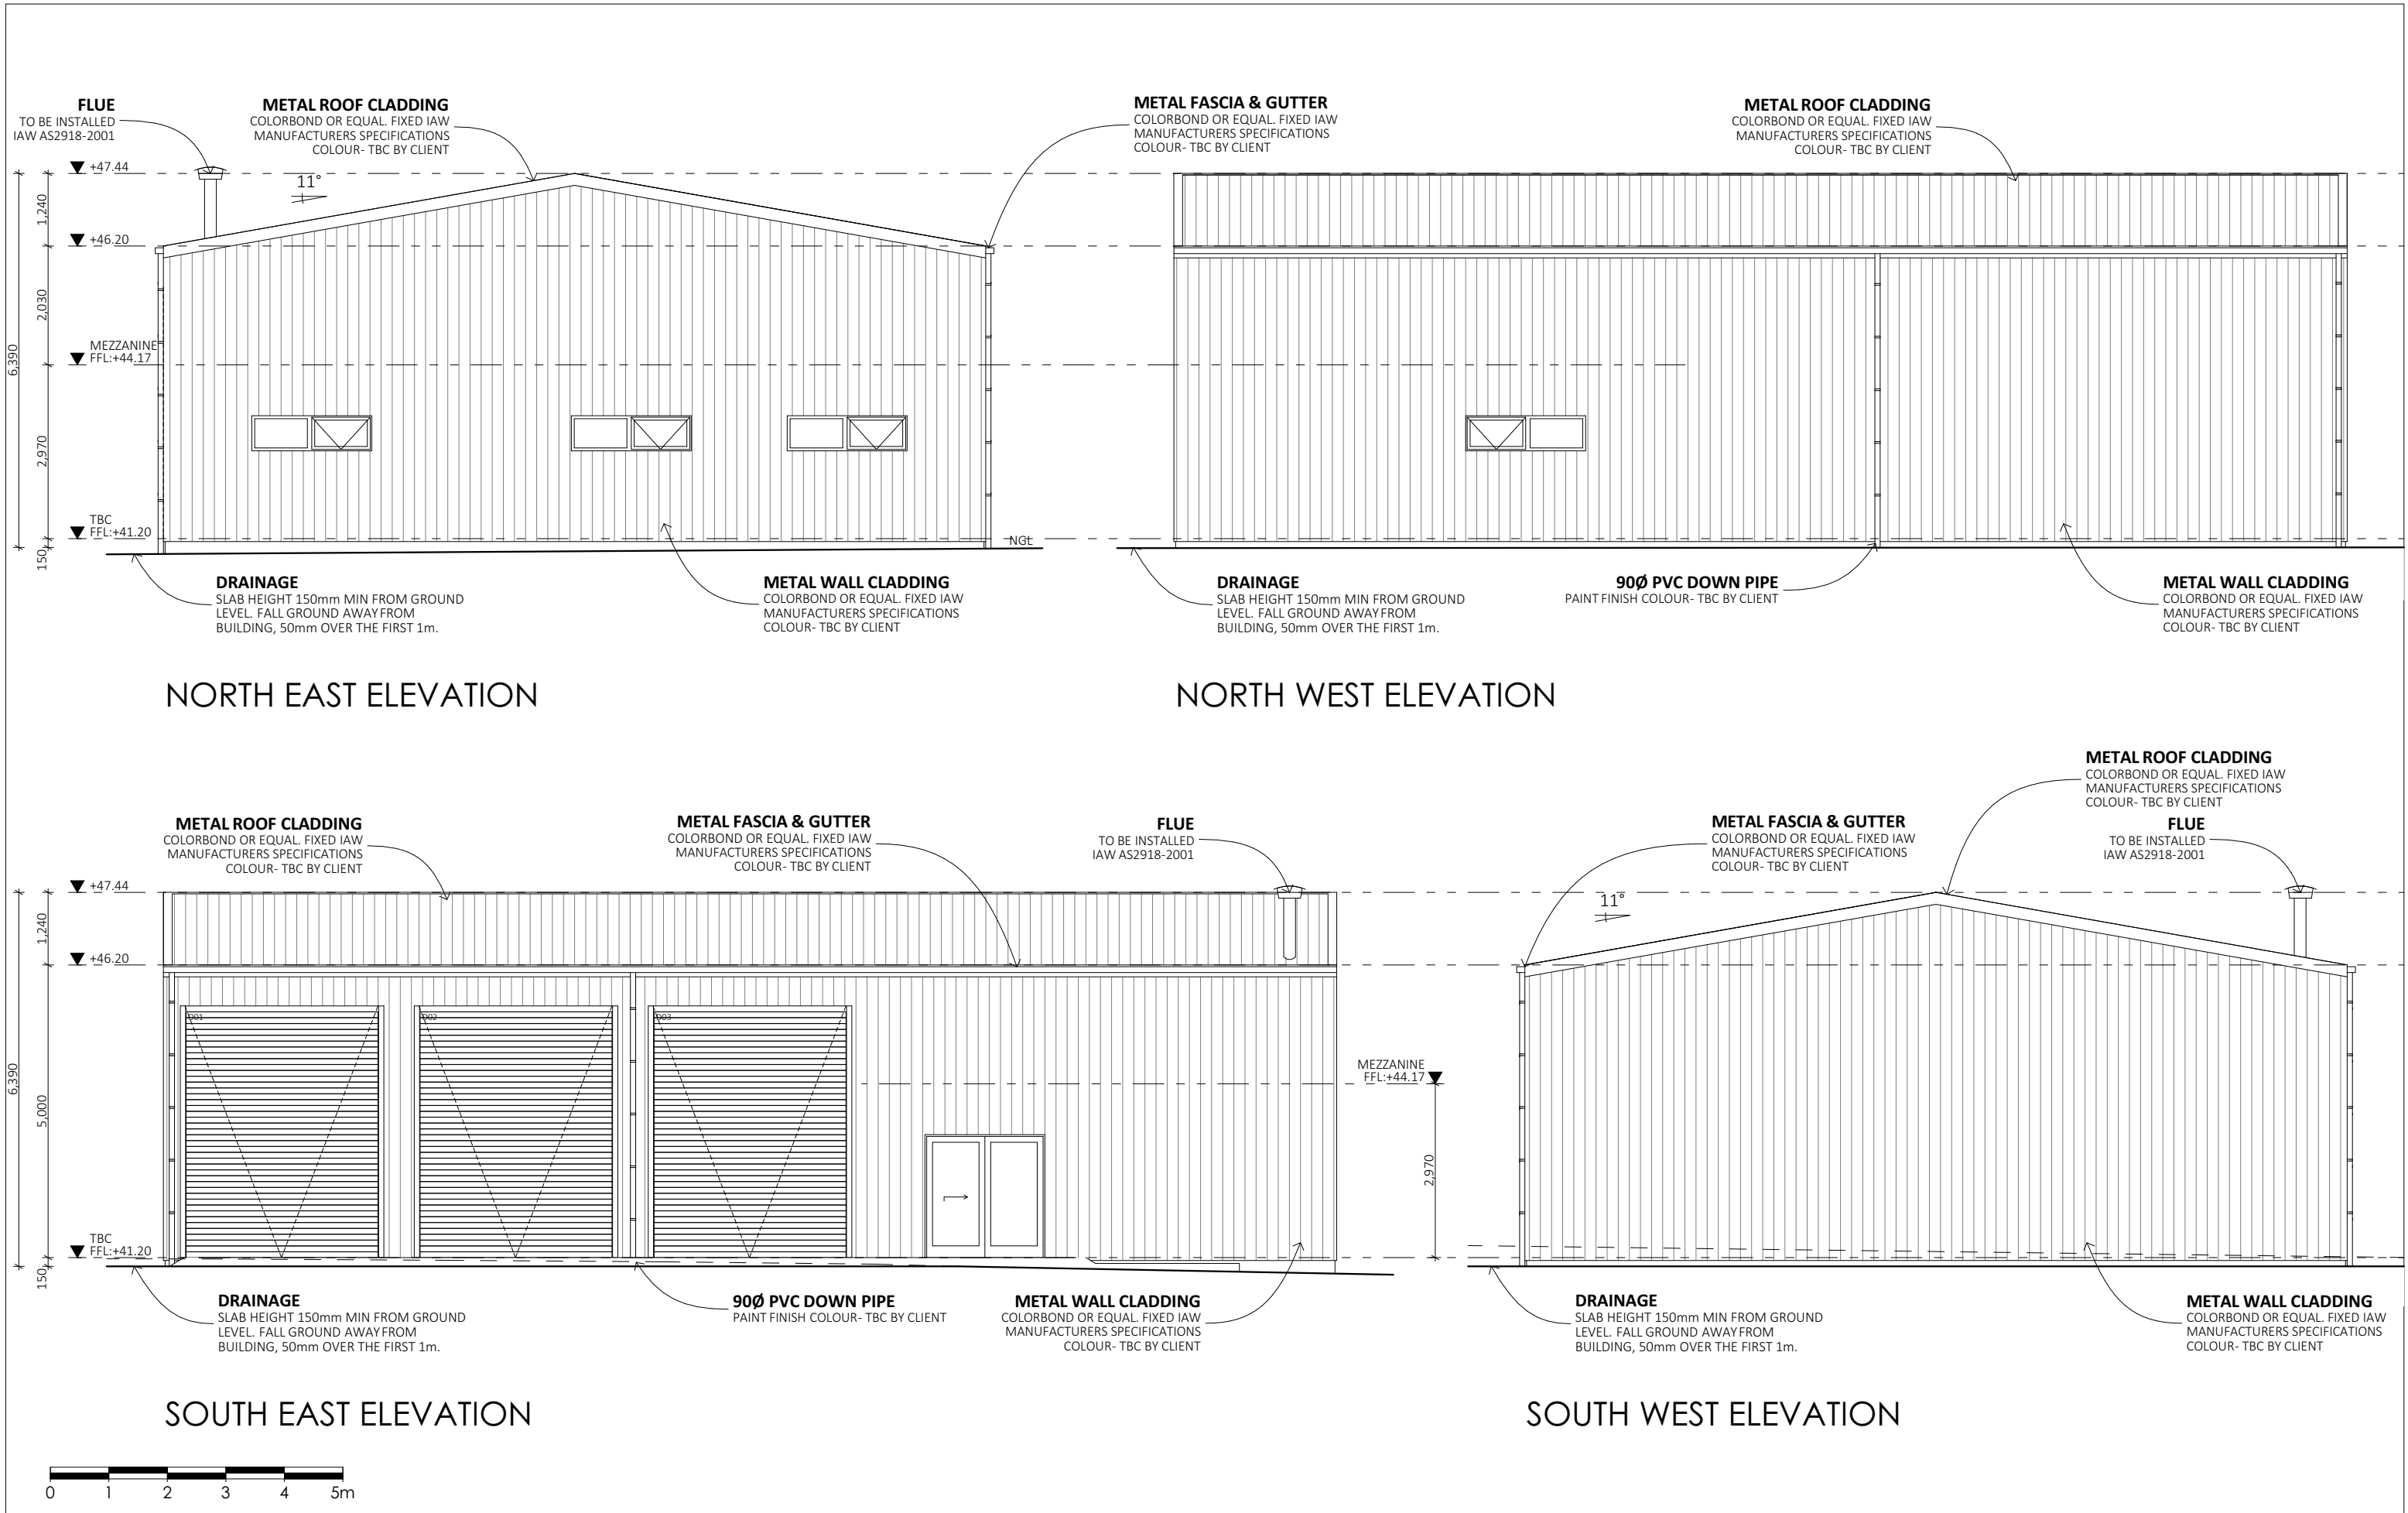 FLUE
TO BE INSTALLED
IAW AS2918-2001
METAL ROOF CLADDING
COLORBOND OR EQUAL. FIXED IAW
MANUFACTURERS SPECIFICATIONS
COLOUR- TBC BY CLIENT
11°
+47.44
+46.20
MEZZANINE
FFL:+44.17
TBC
FFL:+41.20
1,240
2,030
2,970
150
6,390
NGL
DRAINAGE
SLAB HEIGHT 150mm MIN FROM GROUND
LEVEL. FALL GROUND AWAY FROM
BUILDING, 50mm OVER THE FIRST 1m.
METAL WALL CLADDING
COLORBOND OR EQUAL. FIXED IAW
MANUFACTURERS SPECIFICATIONS
COLOUR- TBC BY CLIENT
NORTH EAST ELEVATION
METAL FASCIA & GUTTER
COLORBOND OR EQUAL. FIXED IAW
MANUFACTURERS SPECIFICATIONS
COLOUR- TBC BY CLIENT
METAL ROOF CLADDING
COLORBOND OR EQUAL. FIXED IAW
MANUFACTURERS SPECIFICATIONS
COLOUR- TBC BY CLIENT
DRAINAGE
SLAB HEIGHT 150mm MIN FROM GROUND
LEVEL. FALL GROUND AWAY FROM
BUILDING, 50mm OVER THE FIRST 1m.
90Ø PVC DOWN PIPE
PAINT FINISH COLOUR- TBC BY CLIENT
METAL WALL CLADDING
COLORBOND OR EQUAL. FIXED IAW
MANUFACTURERS SPECIFICATIONS
COLOUR- TBC BY CLIENT
NORTH WEST ELEVATION
METAL ROOF CLADDING
COLORBOND OR EQUAL. FIXED IAW
MANUFACTURERS SPECIFICATIONS
COLOUR- TBC BY CLIENT
METAL FASCIA & GUTTER
COLORBOND OR EQUAL. FIXED IAW
MANUFACTURERS SPECIFICATIONS
COLOUR- TBC BY CLIENT
FLUE
TO BE INSTALLED
IAW AS2918-2001
+47.44
+46.20
TBC
FFL:+41.20
1,240
5,000
150
6,390
D01
D02
D03
MEZZANINE
FFL:+44.17
2,970
DRAINAGE
SLAB HEIGHT 150mm MIN FROM GROUND
LEVEL. FALL GROUND AWAY FROM
BUILDING, 50mm OVER THE FIRST 1m.
90Ø PVC DOWN PIPE
PAINT FINISH COLOUR- TBC BY CLIENT
METAL WALL CLADDING
COLORBOND OR EQUAL. FIXED IAW
MANUFACTURERS SPECIFICATIONS
COLOUR- TBC BY CLIENT
SOUTH EAST ELEVATION
METAL FASCIA & GUTTER
COLORBOND OR EQUAL. FIXED IAW
MANUFACTURERS SPECIFICATIONS
COLOUR- TBC BY CLIENT
METAL ROOF CLADDING
COLORBOND OR EQUAL. FIXED IAW
MANUFACTURERS SPECIFICATIONS
COLOUR- TBC BY CLIENT
FLUE
TO BE INSTALLED
IAW AS2918-2001
11°
DRAINAGE
SLAB HEIGHT 150mm MIN FROM GROUND
LEVEL. FALL GROUND AWAY FROM
BUILDING, 50mm OVER THE FIRST 1m.
METAL WALL CLADDING
COLORBOND OR EQUAL. FIXED IAW
MANUFACTURERS SPECIFICATIONS
COLOUR- TBC BY CLIENT
SOUTH WEST ELEVATION
0 1 2 3 4 5m